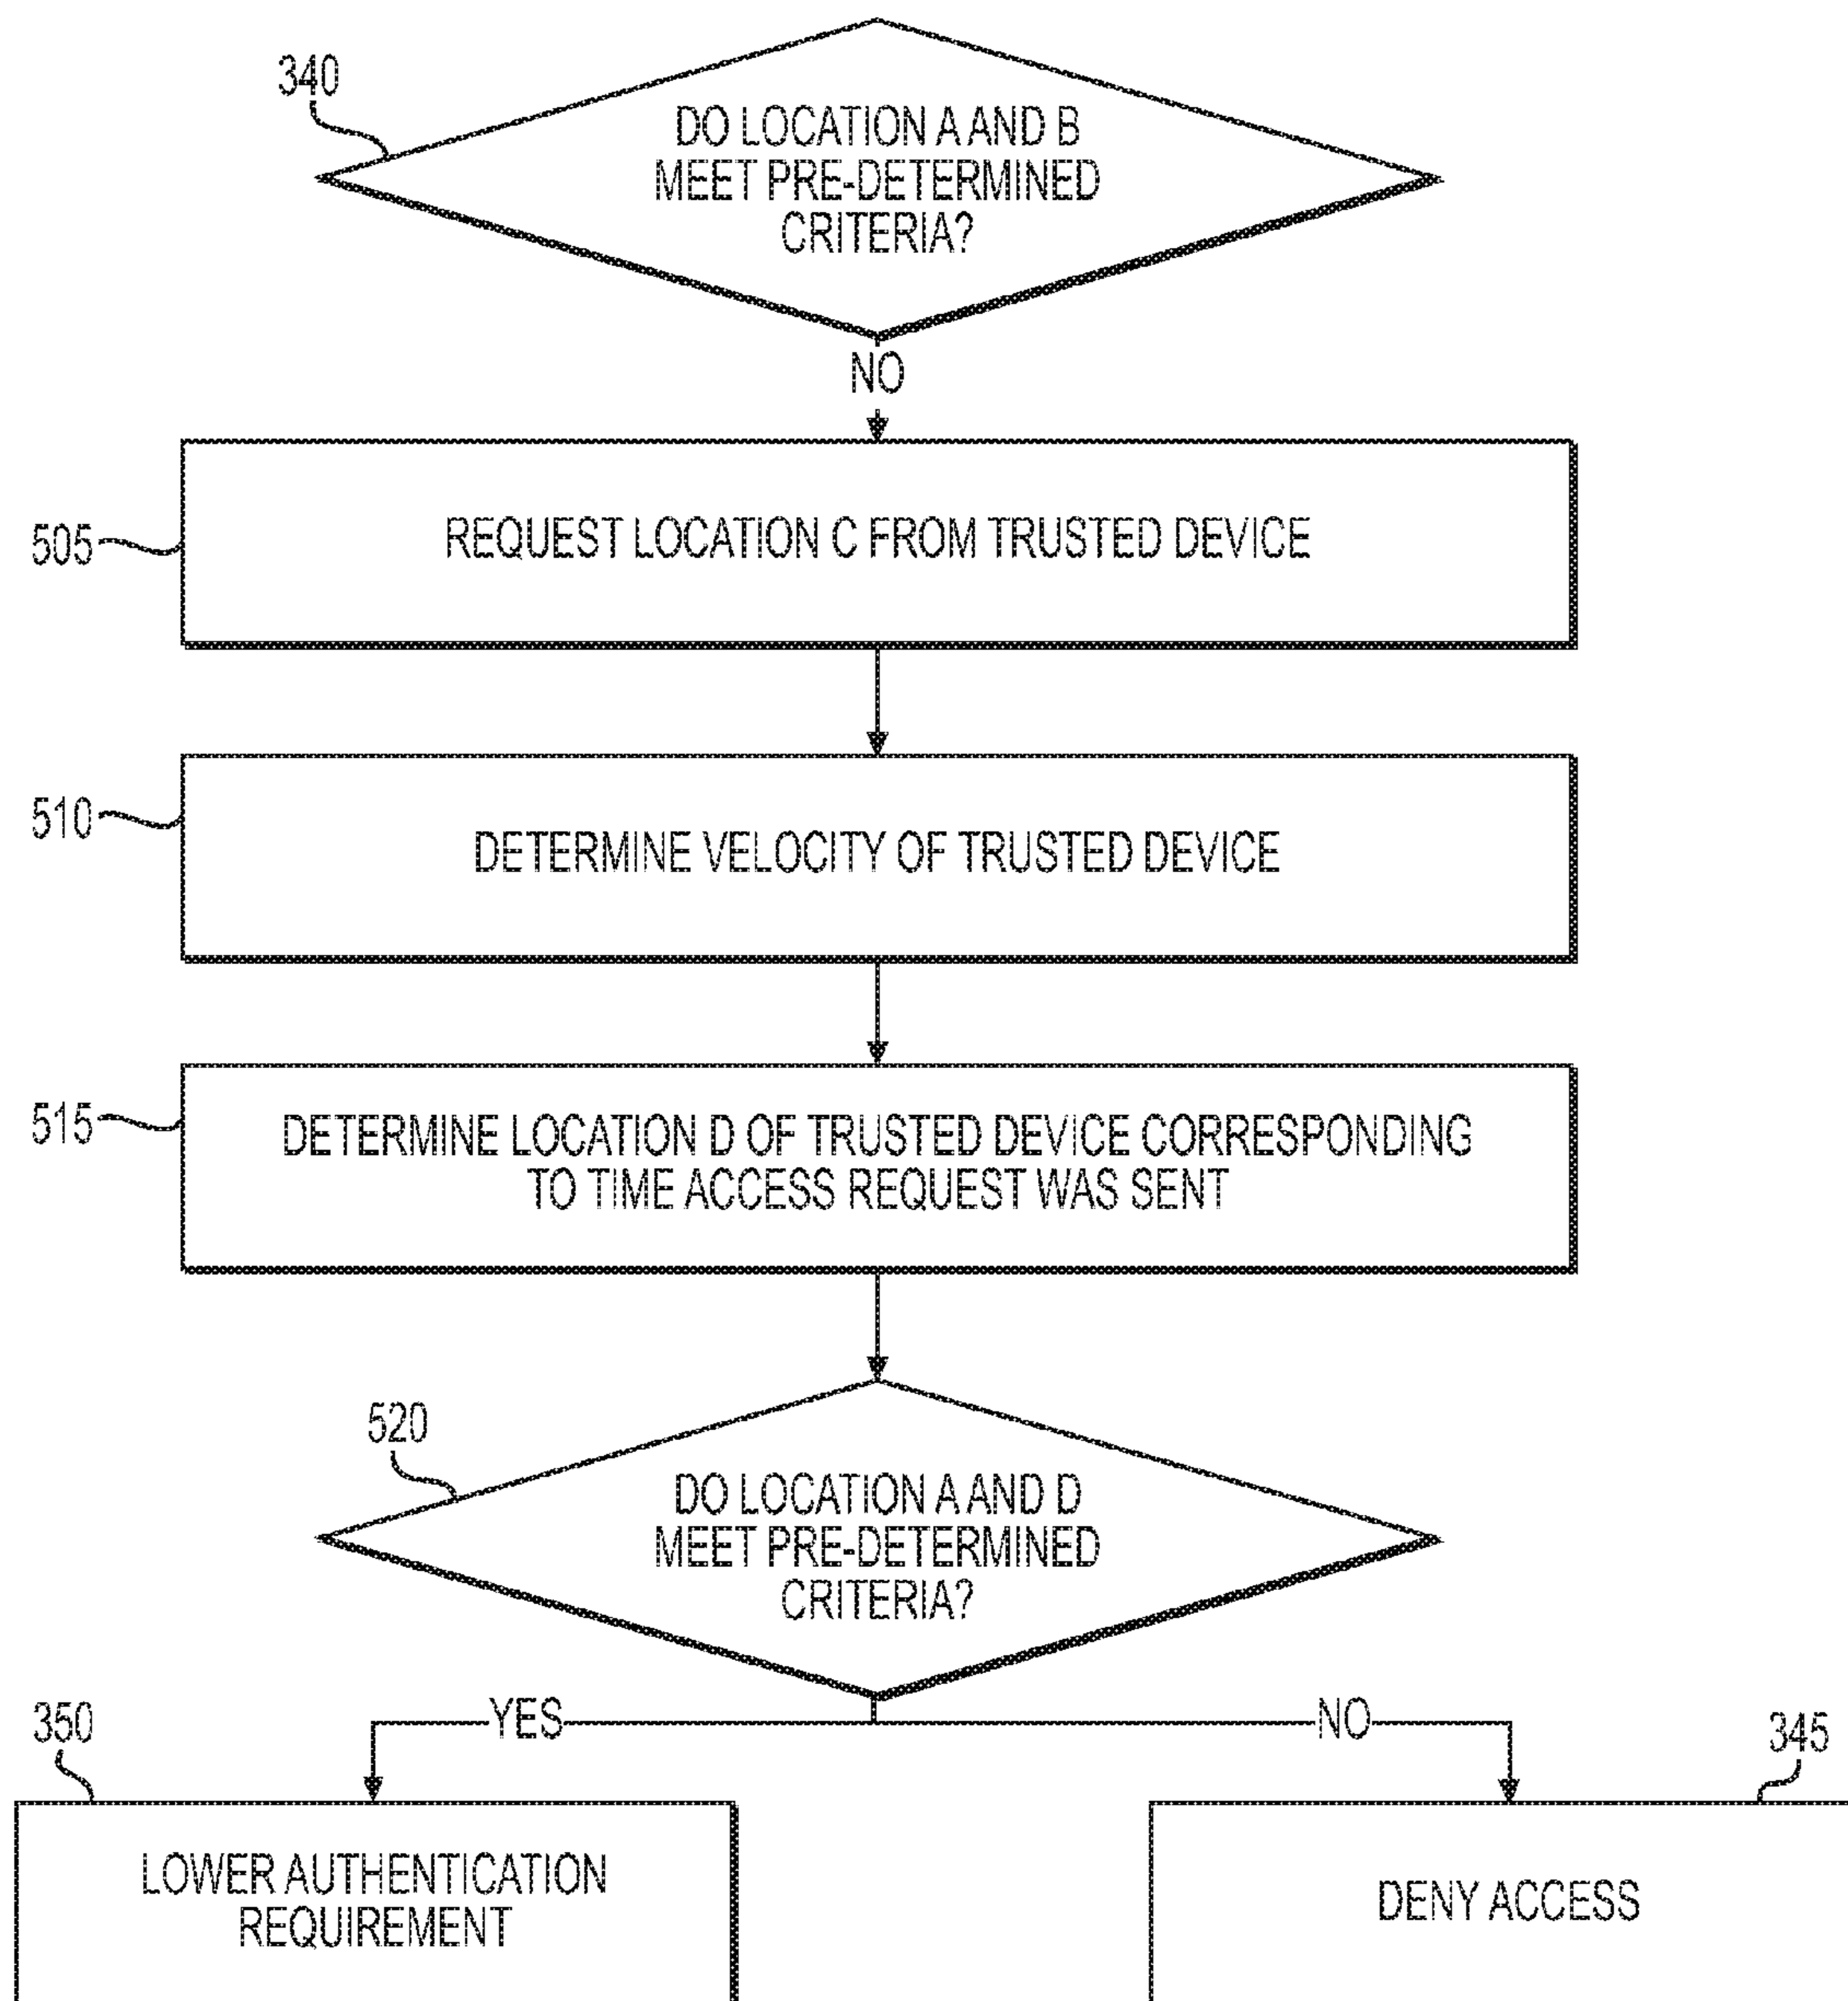 340
DO LOCATION A AND B
MEET PRE-DETERMINED
CRITERIA?
NO
505
REQUEST LOCATION C FROM TRUSTED DEVICE
510
DETERMINE VELOCITY OF TRUSTED DEVICE
515
DETERMINE LOCATION D OF TRUSTED DEVICE CORRESPONDING
TO TIME ACCESS REQUEST WAS SENT
520
DO LOCATION A AND D
MEET PRE-DETERMINED
CRITERIA?
YES
NO
350
345
LOWER AUTHENTICATION
REQUIREMENT
DENY ACCESS